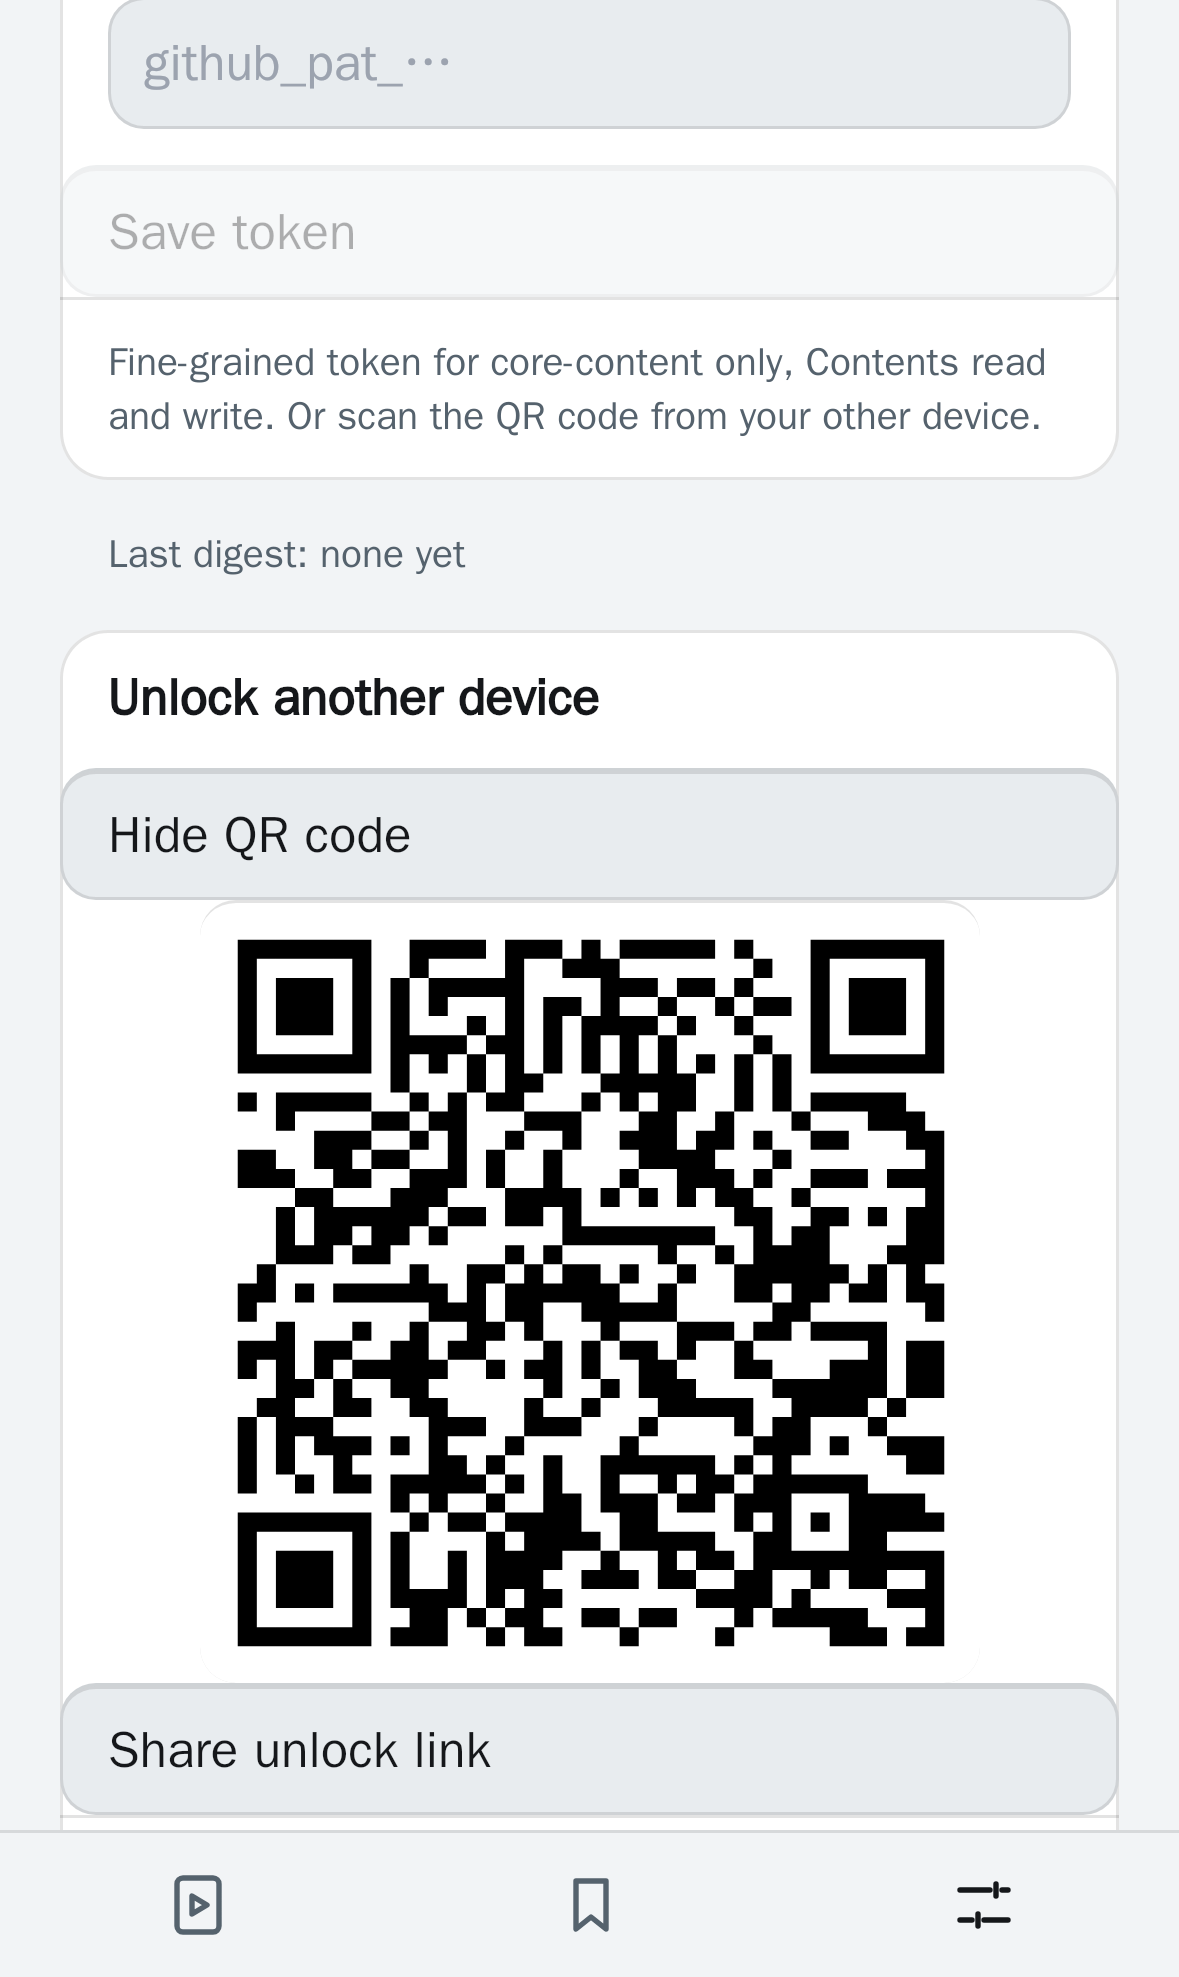 github_pat_···
Save token
Fine-grained token for core-content only, Contents read
and write. Or scan the QR code from your other device.
Last digest: none yet
Unlock another device
Hide QR code
Share unlock link